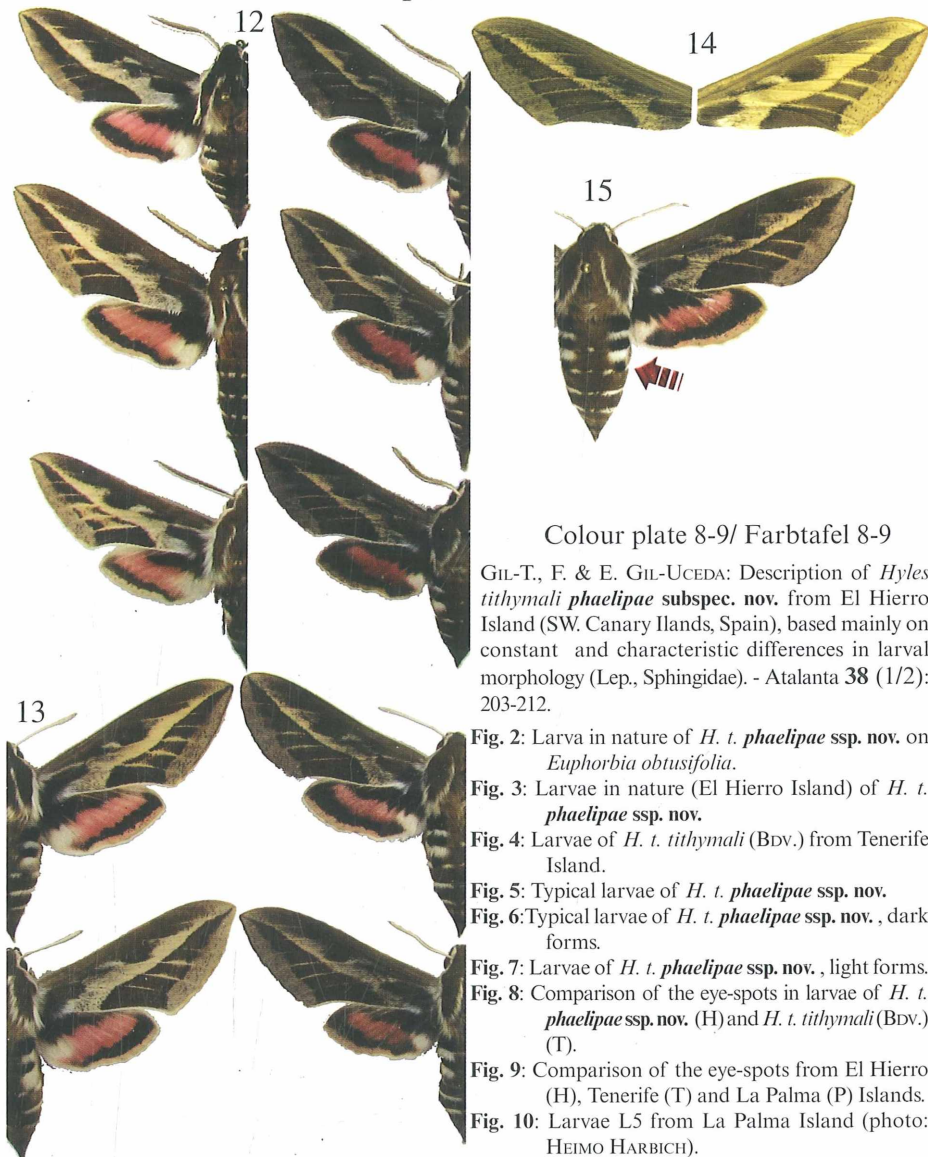 12
14
15
13
Colour plate 8-9/ Farbtafel 8-9
GIL-T., F. & E. GIL-UCEDA: Description of Hyles
tithymali phaelipae subspec. nov. from El Hierro
Island (SW. Canary Ilands, Spain), based mainly on
constant and characteristic differences in larval
morphology (Lep., Sphingidae). - Atalanta 38 (1/2):
203-212.
Fig. 2: Larva in nature of H. t. phaelipae ssp. nov. on
Euphorbia obtusifolia.
Fig. 3: Larvae in nature (El Hierro Island) of H. t.
phaelipae ssp. nov.
Fig. 4: Larvae of H. t. tithymali (BDV.) from Tenerife
Island.
Fig. 5: Typical larvae of H. t. phaelipae ssp. nov.
Fig. 6:Typical larvae of H. t. phaelipae ssp. nov. , dark
forms.
Fig. 7: Larvae of H. t. phaelipae ssp. nov. , light forms.
Fig. 8: Comparison of the eye-spots in larvae of H. t.
phaelipae ssp. nov. (H) and H. t. tithymali (BDV.)
(T).
Fig. 9: Comparison of the eye-spots from El Hierro
(H), Tenerife (T) and La Palma (P) Islands.
Fig. 10: Larvae L5 from La Palma Island (photo:
HEIMO HARBICH).